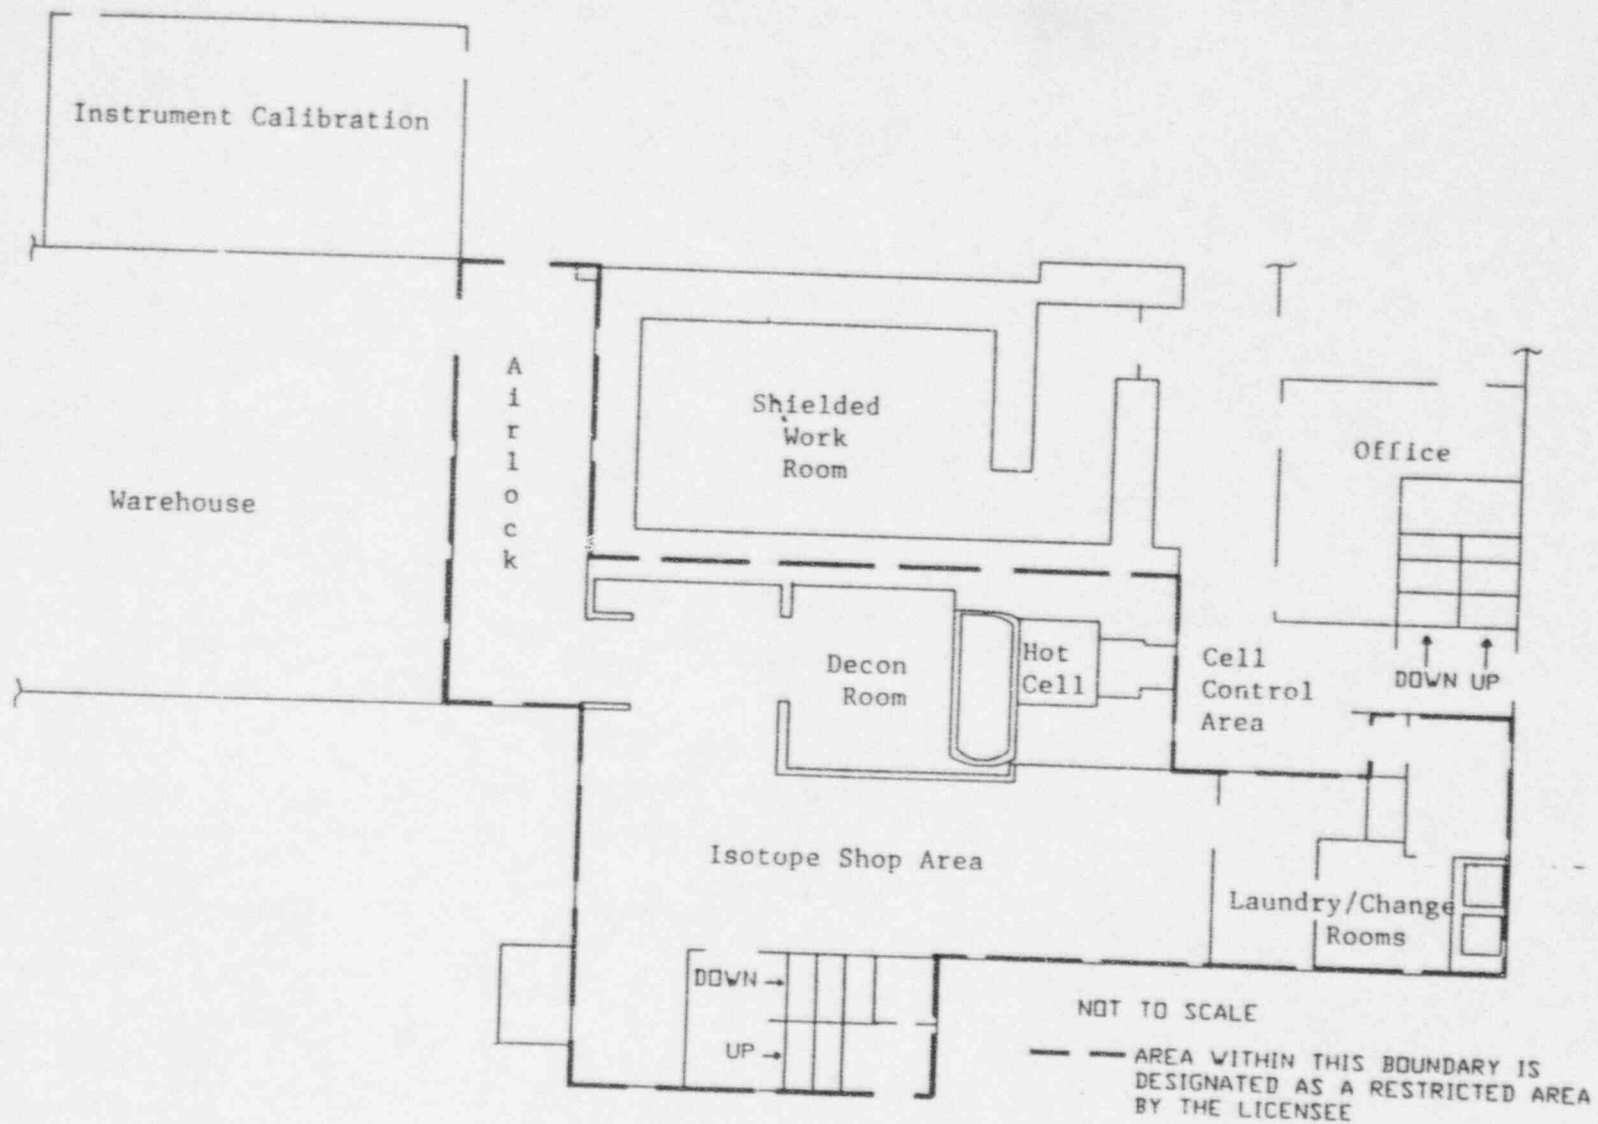 Instrument Calibration
Airlock
Shielded
Work
Room
Office
Warehouse
Decon
Room
Hot
Cell
Cell
Control
Area
DOWN UP
Isotope Shop Area
Laundry/Change
Rooms
DOWN
UP
NOT TO SCALE
AREA WITHIN THIS BOUNDARY IS
DESIGNATED AS A RESTRICTED AREA
BY THE LICENSEE